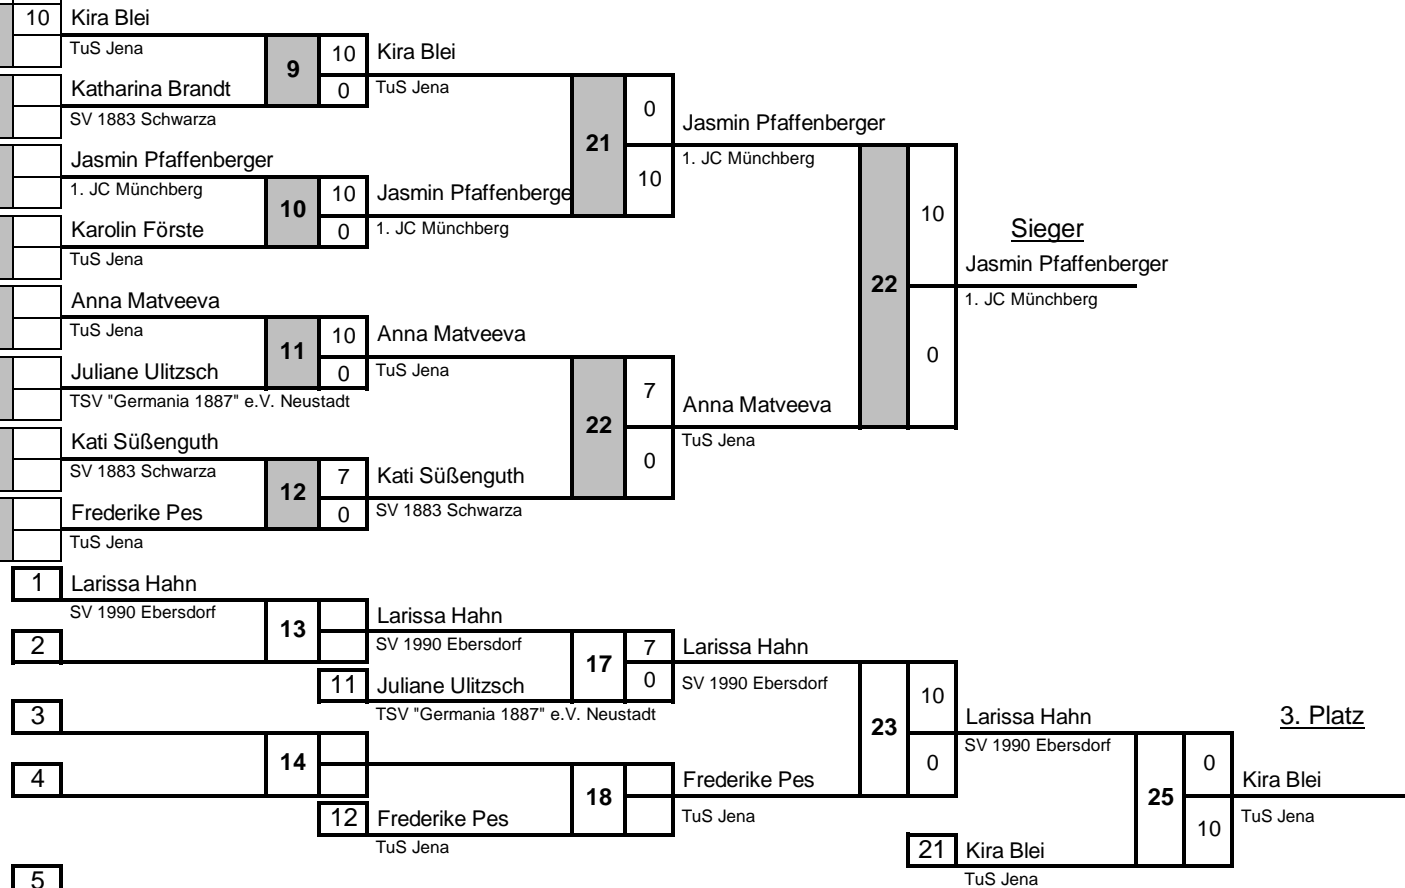 10 Kira Blei
TuS Jena
9 10 Kira Blei
Katharina Brandt 0 TuS Jena
SV 1883 Schwarza
21 0 Jasmin Pfaffenberger
10 1. JC Münchberg
Jasmin Pfaffenberger
1. JC Münchberg
10 10 Jasmin Pfaffenberge
Karolin Förste 0 1. JC Münchberg
TuS Jena
22 10 Sieger
Jasmin Pfaffenberger
0 1. JC Münchberg
Anna Matveeva
TuS Jena
11 10 Anna Matveeva
Juliane Ulitzsch 0 TuS Jena
TSV "Germania 1887" e.V. Neustadt
22 7 Anna Matveeva
0 TuS Jena
Kati Süßenguth
SV 1883 Schwarza
12 7 Kati Süßenguth
Frederike Pes 0 SV 1883 Schwarza
TuS Jena
1 Larissa Hahn
SV 1990 Ebersdorf
13 Larissa Hahn
2 SV 1990 Ebersdorf
17 7 Larissa Hahn
11 Juliane Ulitzsch 0 SV 1990 Ebersdorf
TSV "Germania 1887" e.V. Neustadt
3
23 10 Larissa Hahn 3. Platz
0 SV 1990 Ebersdorf
14
4
18 Frederike Pes
TuS Jena
12 Frederike Pes
TuS Jena
25 0 Kira Blei
10 TuS Jena
21 Kira Blei
TuS Jena
5